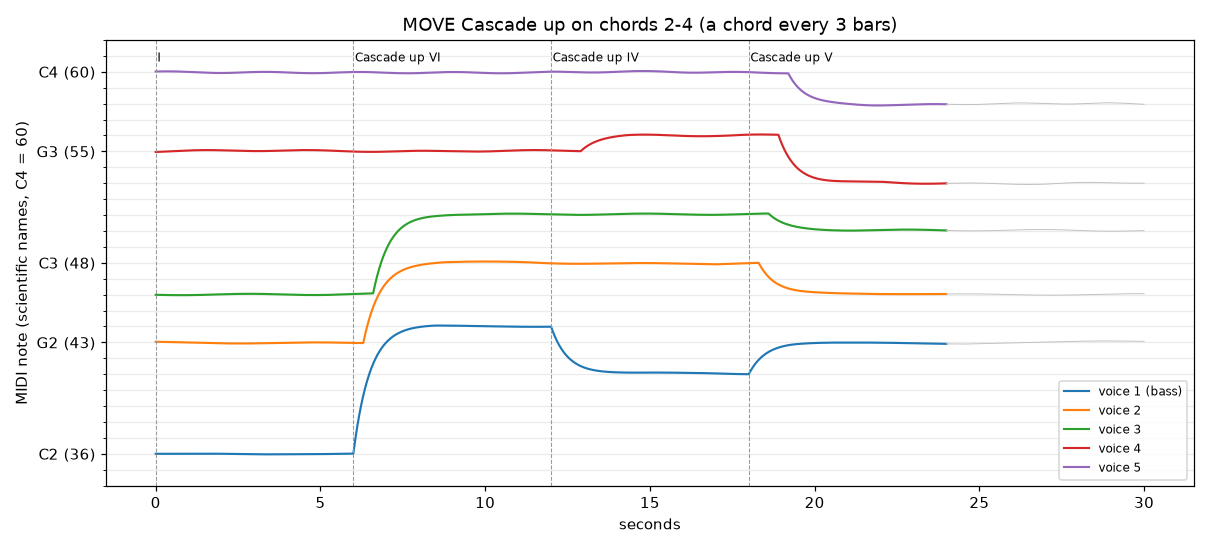 MOVE Cascade up on chords 2-4 (a chord every 3 bars)
MIDI note (scientific names, C4 = 60)
C4 (60)
G3 (55)
C3 (48)
G2 (43)
C2 (36)
I
Cascade up VI
Cascade up IV
Cascade up V
voice 1 (bass)
voice 2
voice 3
voice 4
voice 5
0
5
10
15
20
25
30
seconds